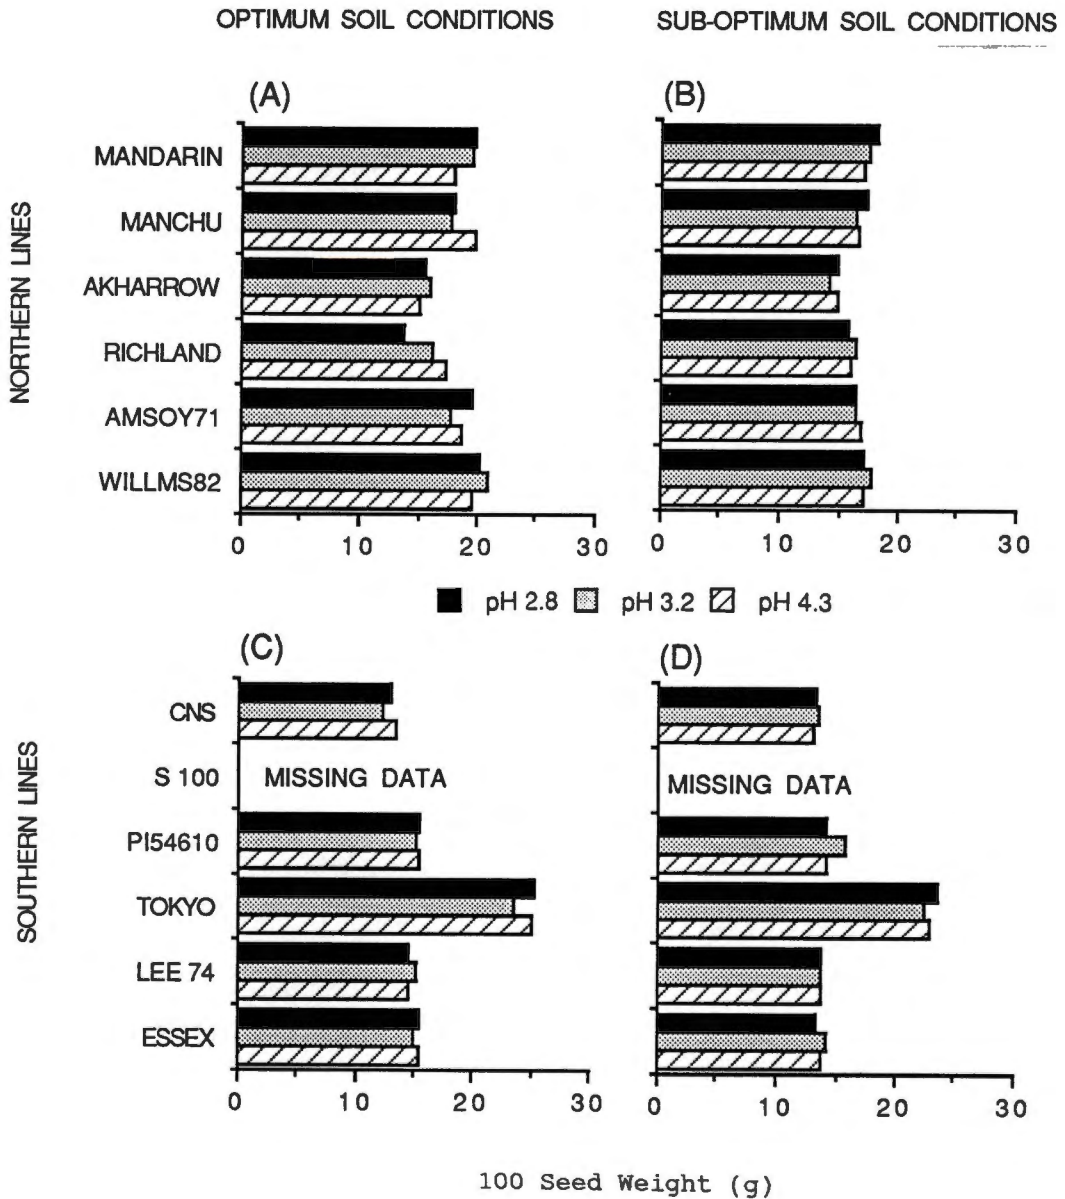 OPTIMUM SOIL CONDITIONS
SUB-OPTIMUM SOIL CONDITIONS
(A)
(B)
NORTHERN LINES
MANDARIN
MANCHU
AKHARROW
RICHLAND
AMSOY71
WILLMS82
0 10 20 30
0 10 20 30
pH 2.8 pH 3.2 pH 4.3
(C)
(D)
SOUTHERN LINES
CNS
S 100
MISSING DATA
MISSING DATA
PI54610
TOKYO
LEE 74
ESSEX
0 10 20 30
0 10 20 30
100 Seed Weight (g)